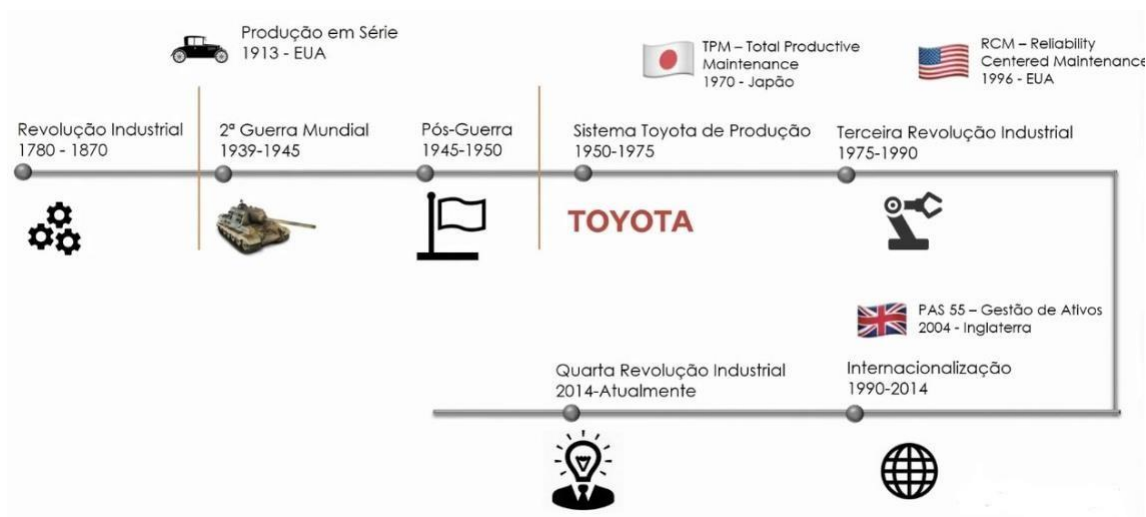 Produção em Série
1913 - EUA
TPM – Total Productive
Maintenance
1970 - Japão
RCM – Reliability
Centered Maintenance
1996 - EUA
Revolução Industrial
1780 - 1870
2ª Guerra Mundial
1939-1945
Pós-Guerra
1945-1950
Sistema Toyota de Produção
1950-1975
Terceira Revolução Industrial
1975-1990
TOYOTA
PAS 55 – Gestão de Ativos
2004 - Inglaterra
Quarta Revolução Industrial
2014-Atualmente
Internacionalização
1990-2014